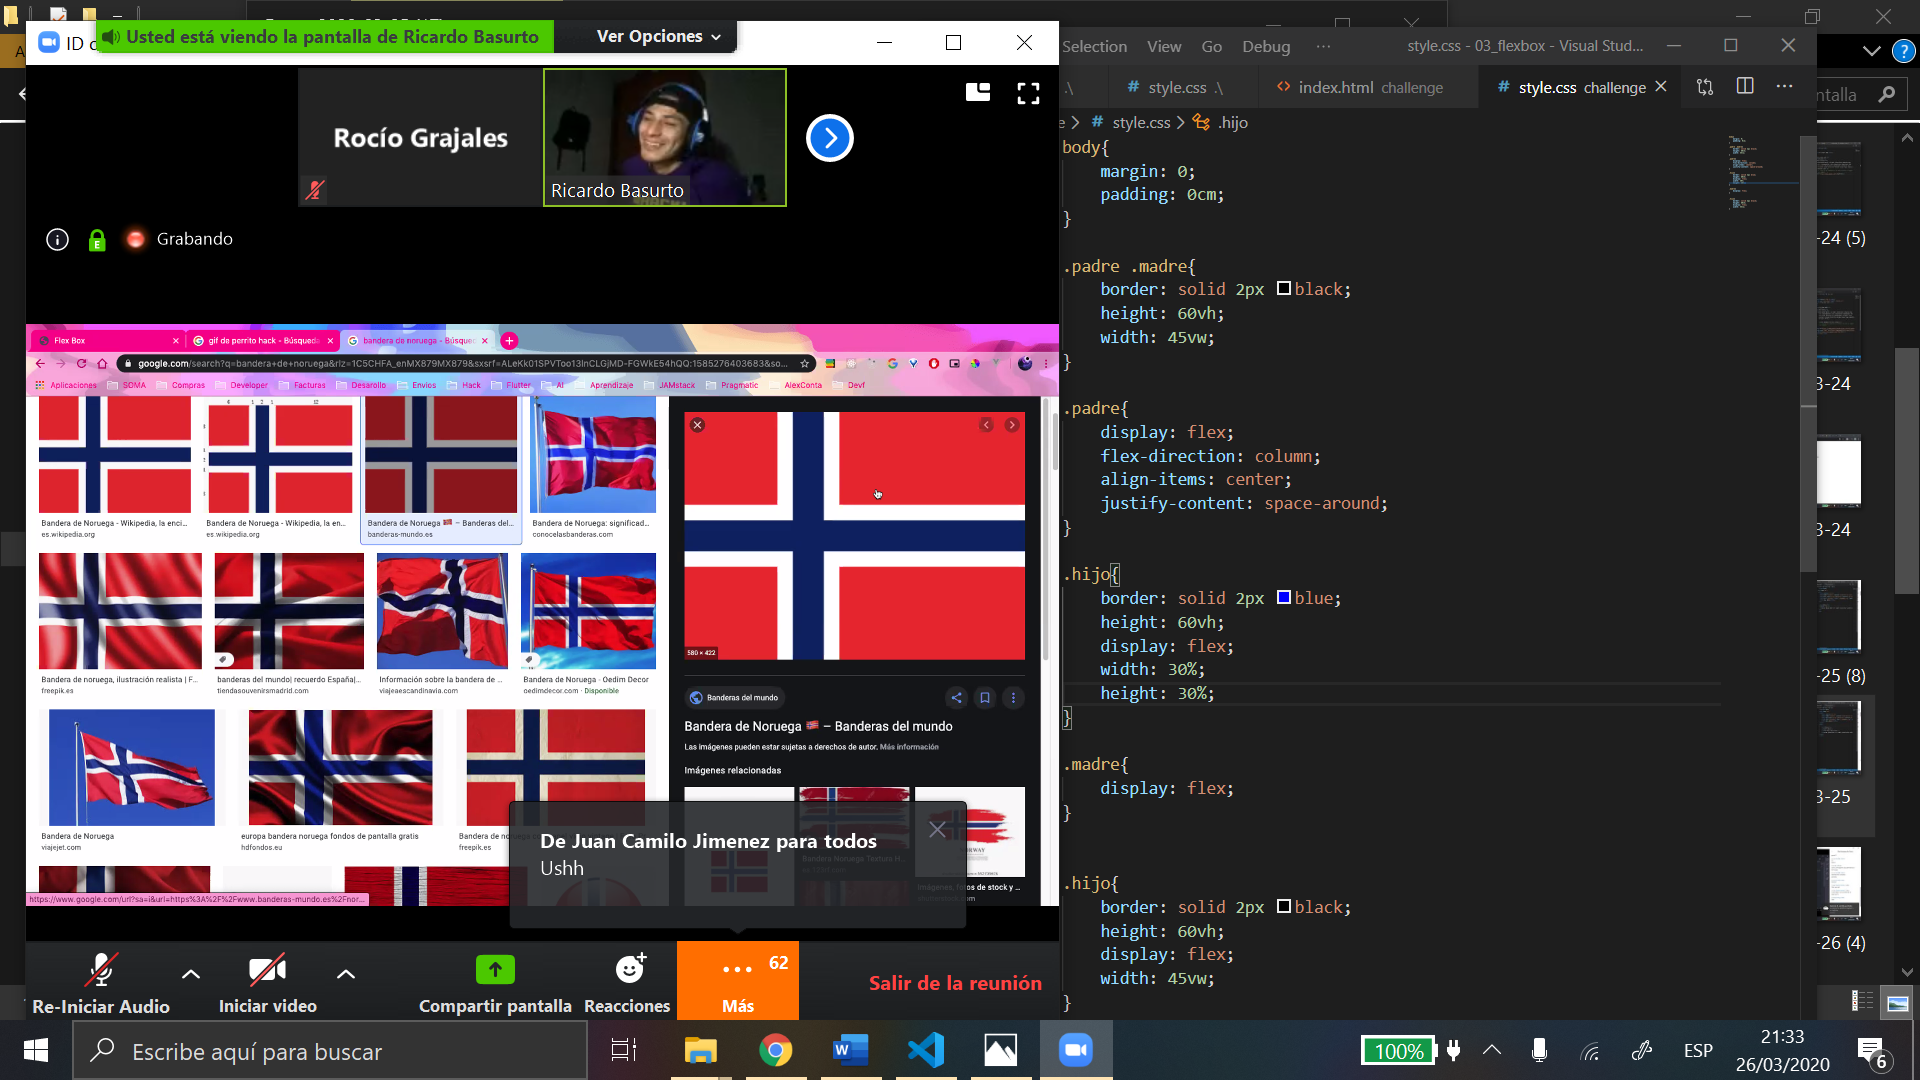 Usted está viendo la pantalla de Ricardo Basurto
Ver Opciones
Rocío Grajales
Ricardo Basurto
Grabando
Flex Box
gif de perrito hack - Búsqued
bandera de noruega - Búsqued
google.com/search?q=bandera+de+noruega&rlz=1C5CHFA_enMX879MX879&sxsrf=ALeKk01SPVToo13lnCLGjMD-FGWkE54hQQ:1585276403683&so...
Aplicaciones
SDMA
Compras
Developer
Facturas
Desarollo
Envios
Hack
Flutter
AI
Aprendizaje
JAMstack
Pragmatic
AlexConta
Devf
Bandera de Noruega - Wikipedia, la enci...
es.wikipedia.org
Bandera de Noruega - Wikipedia, la en...
es.wikipedia.org
Bandera de Noruega 🇳🇴 – Banderas del...
banderas-mundo.es
Bandera de Noruega: significad...
conocelasbanderas.com
Bandera de noruega, ilustración realista | F...
freepik.es
banderas del mundo| recuerdo España|...
tiendasouvenirsmadrid.com
Información sobre la bandera de ...
viajeaescandinavia.com
Bandera de Noruega - Oedim Decor
oedimdecor.com · Disponible
Bandera de Noruega
viajejet.com
europa bandera noruega fondos de pantalla gratis
hdfondos.eu
Bandera de no
freepik.es
580 × 422
Banderas del mundo
Bandera de Noruega 🇳🇴 – Banderas del mundo
Las imágenes pueden estar sujetas a derechos de autor. Más información
Imágenes relacionadas
Imágenes, fotos de stock y ...
https://www.google.com/url?sa=i&url=https%3A%2F%2Fwww.banderas-mundo.es%2Fnor...
De Juan Camilo Jimenez para todos
Ushh
Re-Iniciar Audio
Iniciar video
Compartir pantalla
Reacciones
62
Más
Salir de la reunión
Selection
View
Go
Debug
···
style.css - 03_flexbox - Visual Stud...
# style.css .\
<> index.html challenge
# style.css challenge
e > # style.css > .hijo
body{
margin: 0;
padding: 0cm;
}
.padre .madre{
border: solid 2px black;
height: 60vh;
width: 45vw;
}
.padre{
display: flex;
flex-direction: column;
align-items: center;
justify-content: space-around;
}
.hijo{
border: solid 2px blue;
height: 60vh;
display: flex;
width: 30%;
height: 30%;
}
.madre{
display: flex;
}
.hijo{
border: solid 2px black;
height: 60vh;
display: flex;
width: 45vw;
}
ntalla
-24 (5)
3-24
3-24
-25 (8)
3-25
-26 (4)
Escribe aquí para buscar
100%
ESP
21:33
26/03/2020
6